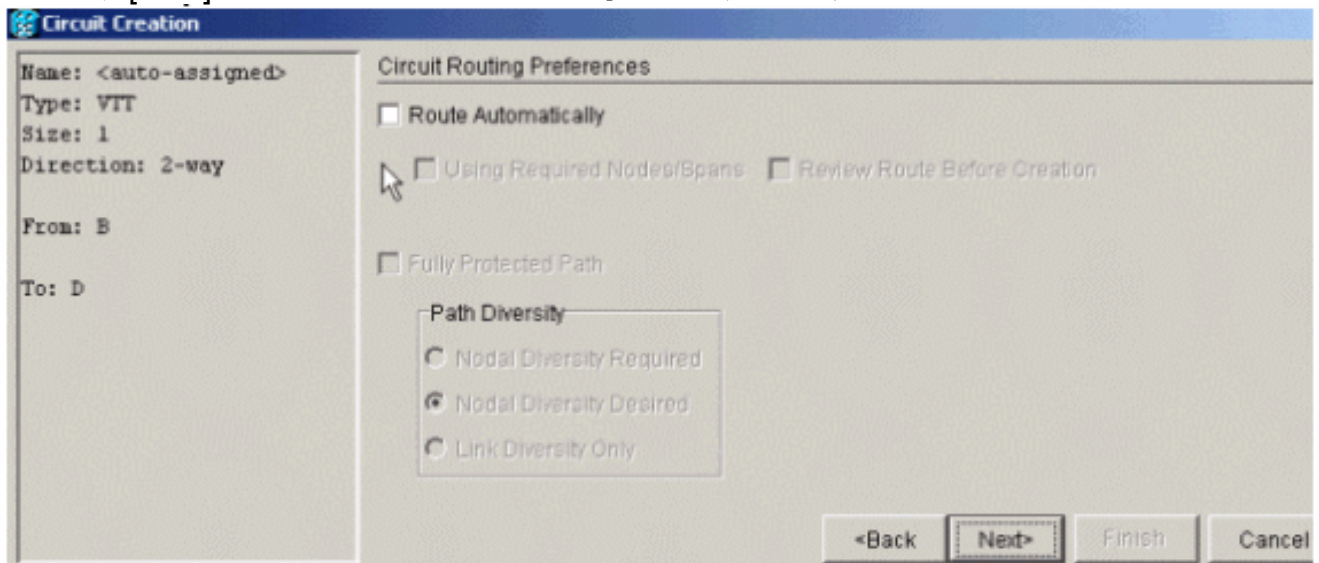 Circuit Creation
Name: <auto-assigned>
Type: VTT
Size: 1
Direction: 2-way
From: B
To: D
Circuit Routing Preferences
Route Automatically
Using Required Nodes/Spans Review Route Before Creation
Fully Protected Path
Path Diversity
Nodal Diversity Required
Nodal Diversity Desired
Link Diversity Only
<Back Next> Finish Cancel